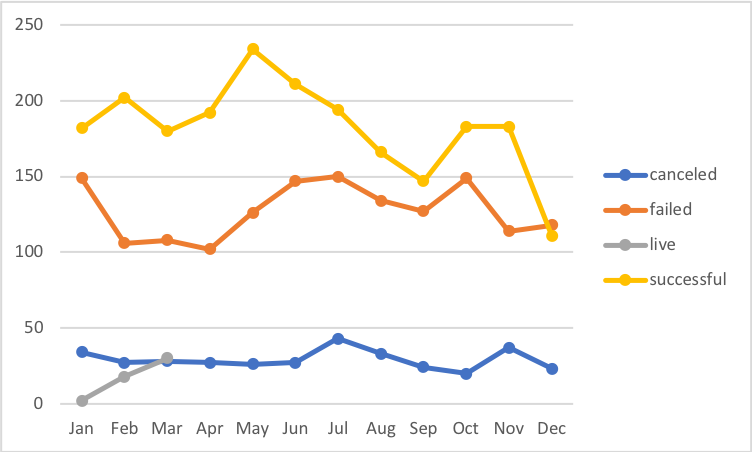 250
200
150
100
50
0
Jan Feb Mar Apr May Jun Jul Aug Sep Oct Nov Dec
canceled
failed
live
successful